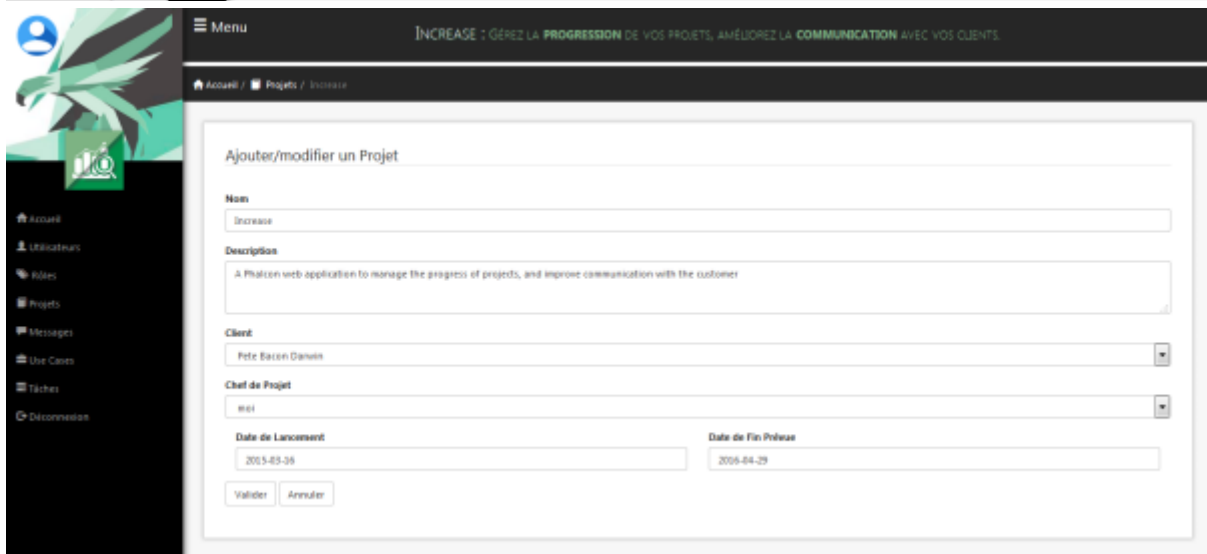 Menu
INCREASE : GÉREZ LA PROGRESSION DE VOS PROJETS, AMÉLIOREZ LA COMMUNICATION AVEC VOS CLIENTS.
Accueil / Projets / Increase
Ajouter/modifier un Projet
Nom
Increase
Description
A Phalcon web application to manage the progress of projects, and improve communication with the customer
Client
Pete Bacon Darwin
Chef de Projet
moi
Date de Lancement
Date de Fin Prévue
2015-03-16
2016-04-29
Valider
Annuler
Accueil
Utilisateurs
Rôles
Projets
Messages
Use Cases
Tâches
Déconnexion